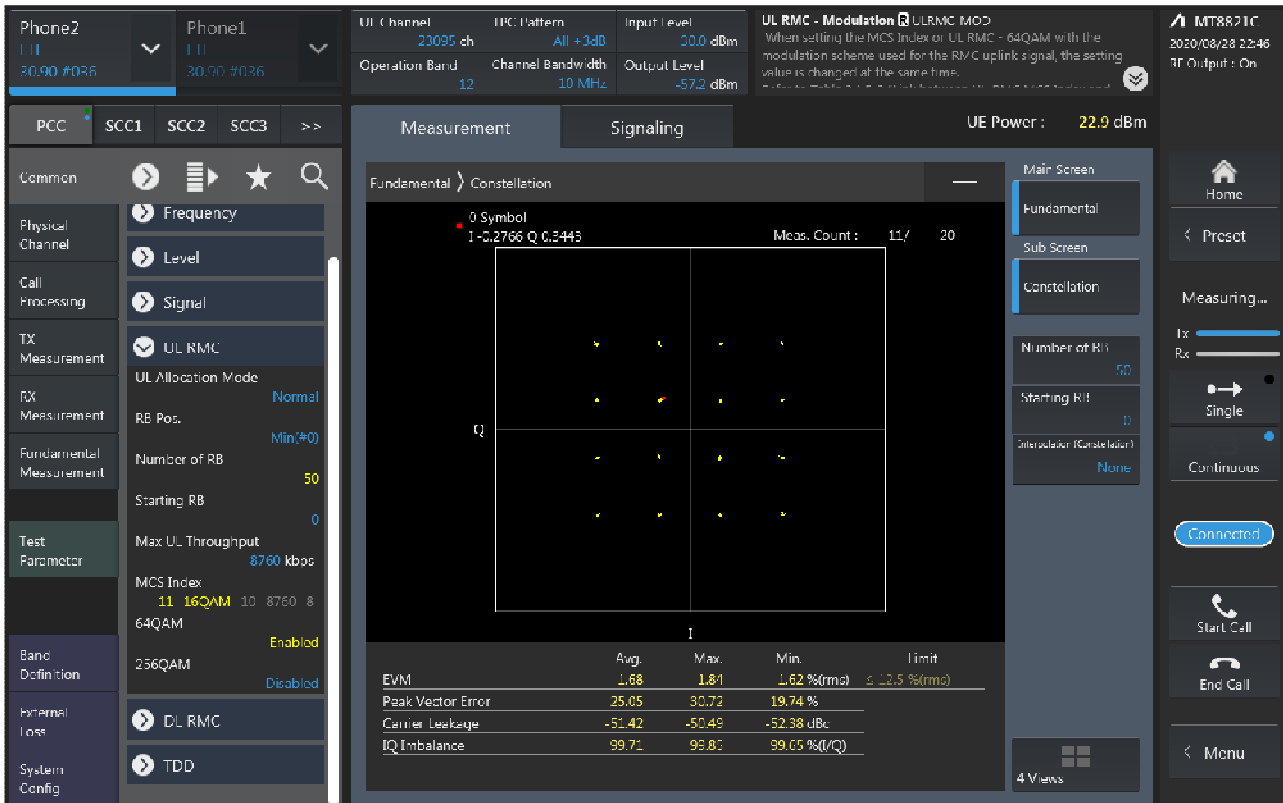 Phone2
30.90 #036
Phone1
30.90 #036
UL Channel
23095 ch
TPC Pattern
All +3dB
Input Level
30.0 dBm
Operation Band
12
Channel Bandwidth
10 MHz
Output Level
-57.2 dBm
UL RMC - Modulation R ULRMC_MOD
When setting the MCS Index or UL RMC - 64QAM with the
modulation scheme used for the RMC uplink signal, the setting
value is changed at the same time.
MT8821C
2020/08/28 22:46
RF Output : On
PCC
SCC1
SCC2
SCC3
>>
Measurement
Signaling
UE Power : 22.9 dBm
Common
Physical
Channel
Call
Processing
TX
Measurement
RX
Measurement
Fundamental
Measurement
Test
Parameter
Band
Definition
External
Loss
System
Config
Frequency
Level
Signal
UL RMC
UL Allocation Mode
Normal
RB Pos.
Min(#0)
Number of RB
50
Starting RB
0
Max UL Throughput
8760 kbps
MCS Index
11 16QAM 10 8760 8
64QAM
Enabled
256QAM
Disabled
DL RMC
TDD
Fundamental > Constellation
0 Symbol
I -0.2766 Q 0.3443
Meas. Count : 11/ 20
Q
I
Avg. Max. Min. Limit
EVM 1.68 1.84 1.62 %(rms) ≤ 12.5 %(rms)
Peak Vector Error 25.05 30.72 19.74 %
Carrier Leakage -51.42 -50.49 -52.38 dBc
IQ Imbalance 99.71 99.85 99.65 %(I/Q)
Main Screen
Fundamental
Sub Screen
Constellation
Number of RB
50
Starting RB
0
Interpolation (Constellation)
None
4 Views
Home
< Preset
Measuring...
Tx
Rx
Single
Continuous
Connected
Start Call
End Call
< Menu